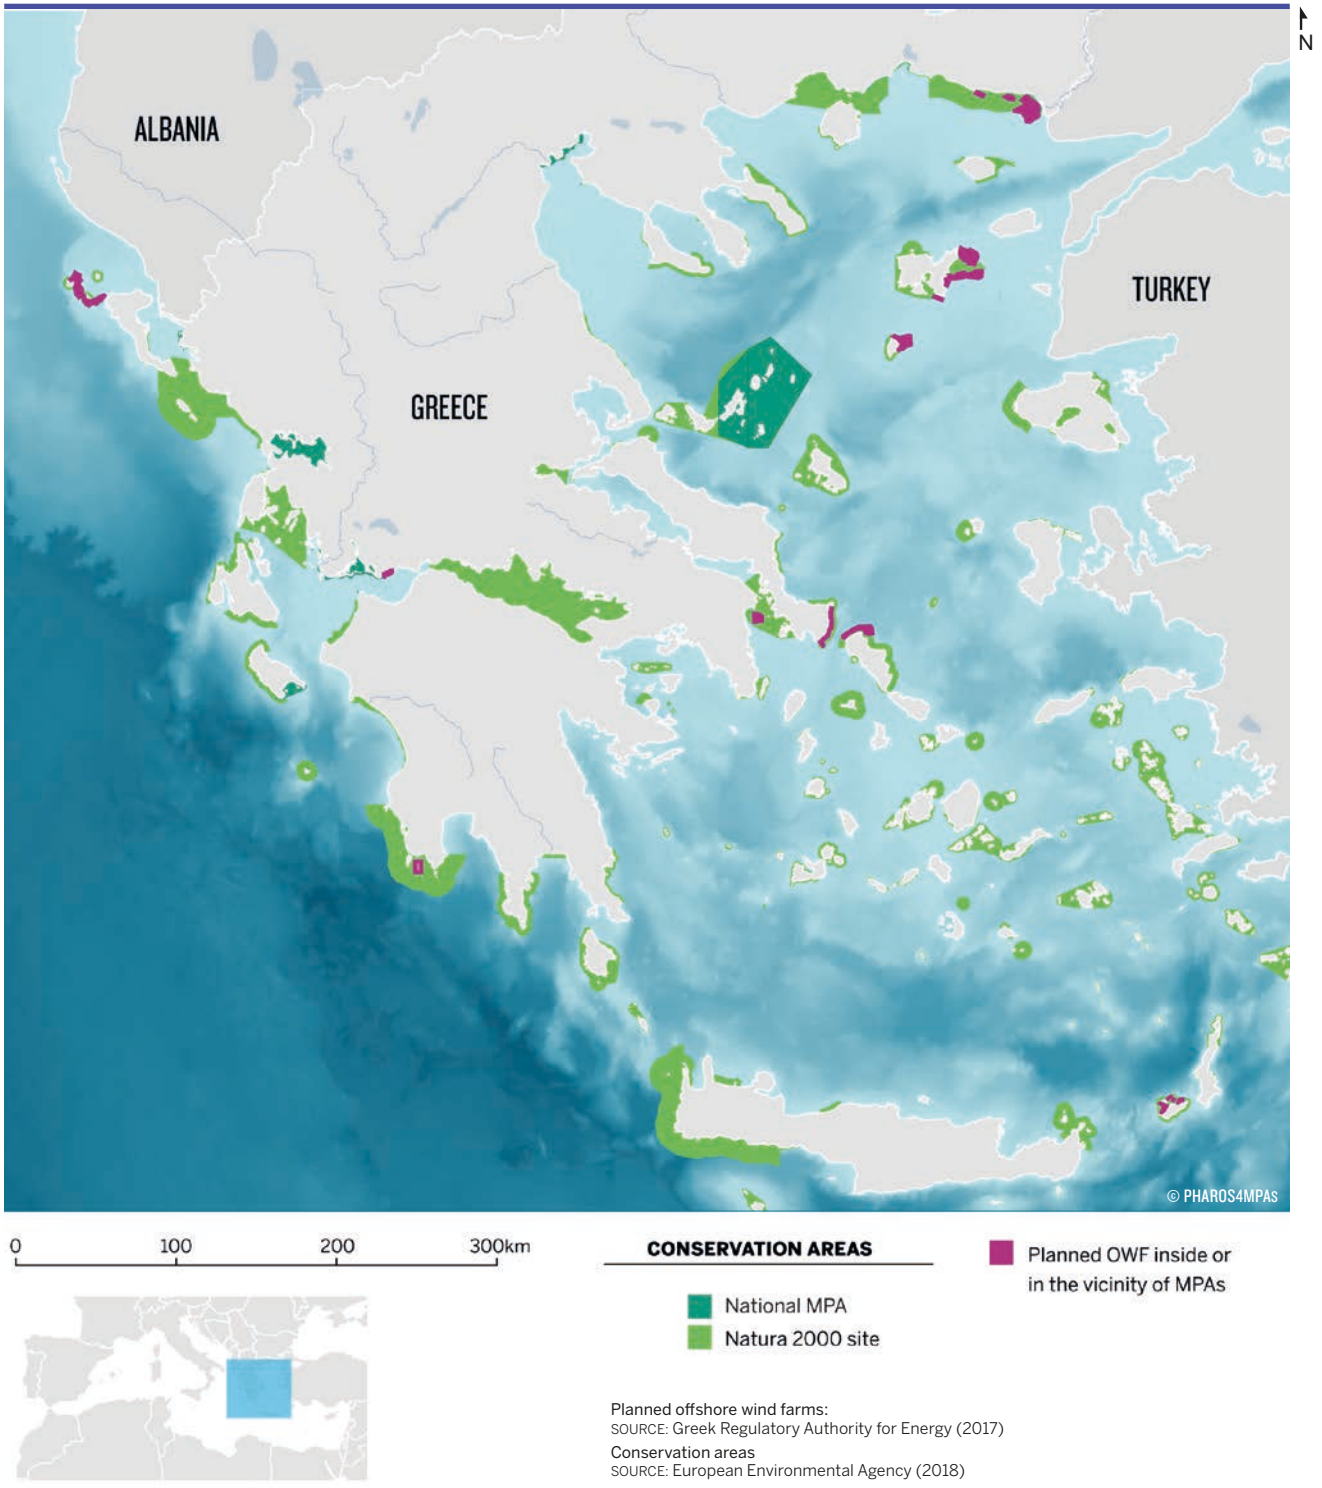 N
ALBANIA
TURKEY
GREECE
© PHAROS4MPAs
0 100 200 300km
CONSERVATION AREAS
National MPA
Natura 2000 site
Planned OWF inside or
in the vicinity of MPAs
Planned offshore wind farms:
SOURCE: Greek Regulatory Authority for Energy (2017)
Conservation areas
SOURCE: European Environmental Agency (2018)